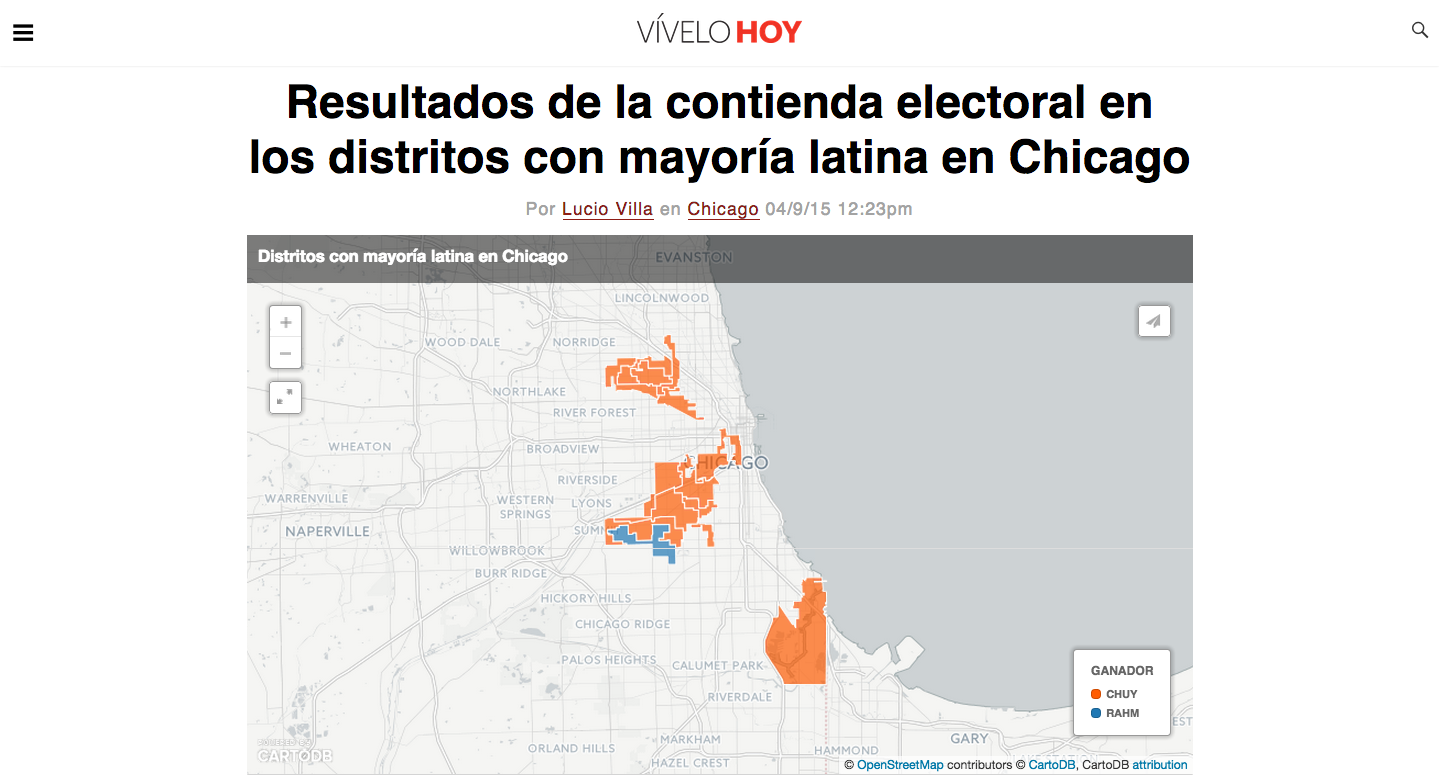 VÍVELO HOY
Resultados de la contienda electoral en
los distritos con mayoría latina en Chicago
Por Lucio Villa en Chicago 04/9/15 12:23pm
Distritos con mayoría latina en Chicago
EVANSTON
LINCOLNWOOD
WOOD DALE
NORRIDGE
NORTHLAKE
RIVER FOREST
WHEATON
BROADVIEW
CHICAGO
RIVERSIDE
WARRENVILLE
WESTERN
SPRINGS
LYONS
NAPERVILLE
SUMM
WILLOWBROOK
BURR RIDGE
HICKORY HILLS
CHICAGO RIDGE
PALOS HEIGHTS
CALUMET PARK
RIVERDALE
GANADOR
CHUY
RAHM
EST
MARKHAM
GARY
ORLAND HILLS
HAMMOND
HAZEL CREST
POWERED BY
CARTODB
© OpenStreetMap contributors © CartoDB, CartoDB attribution